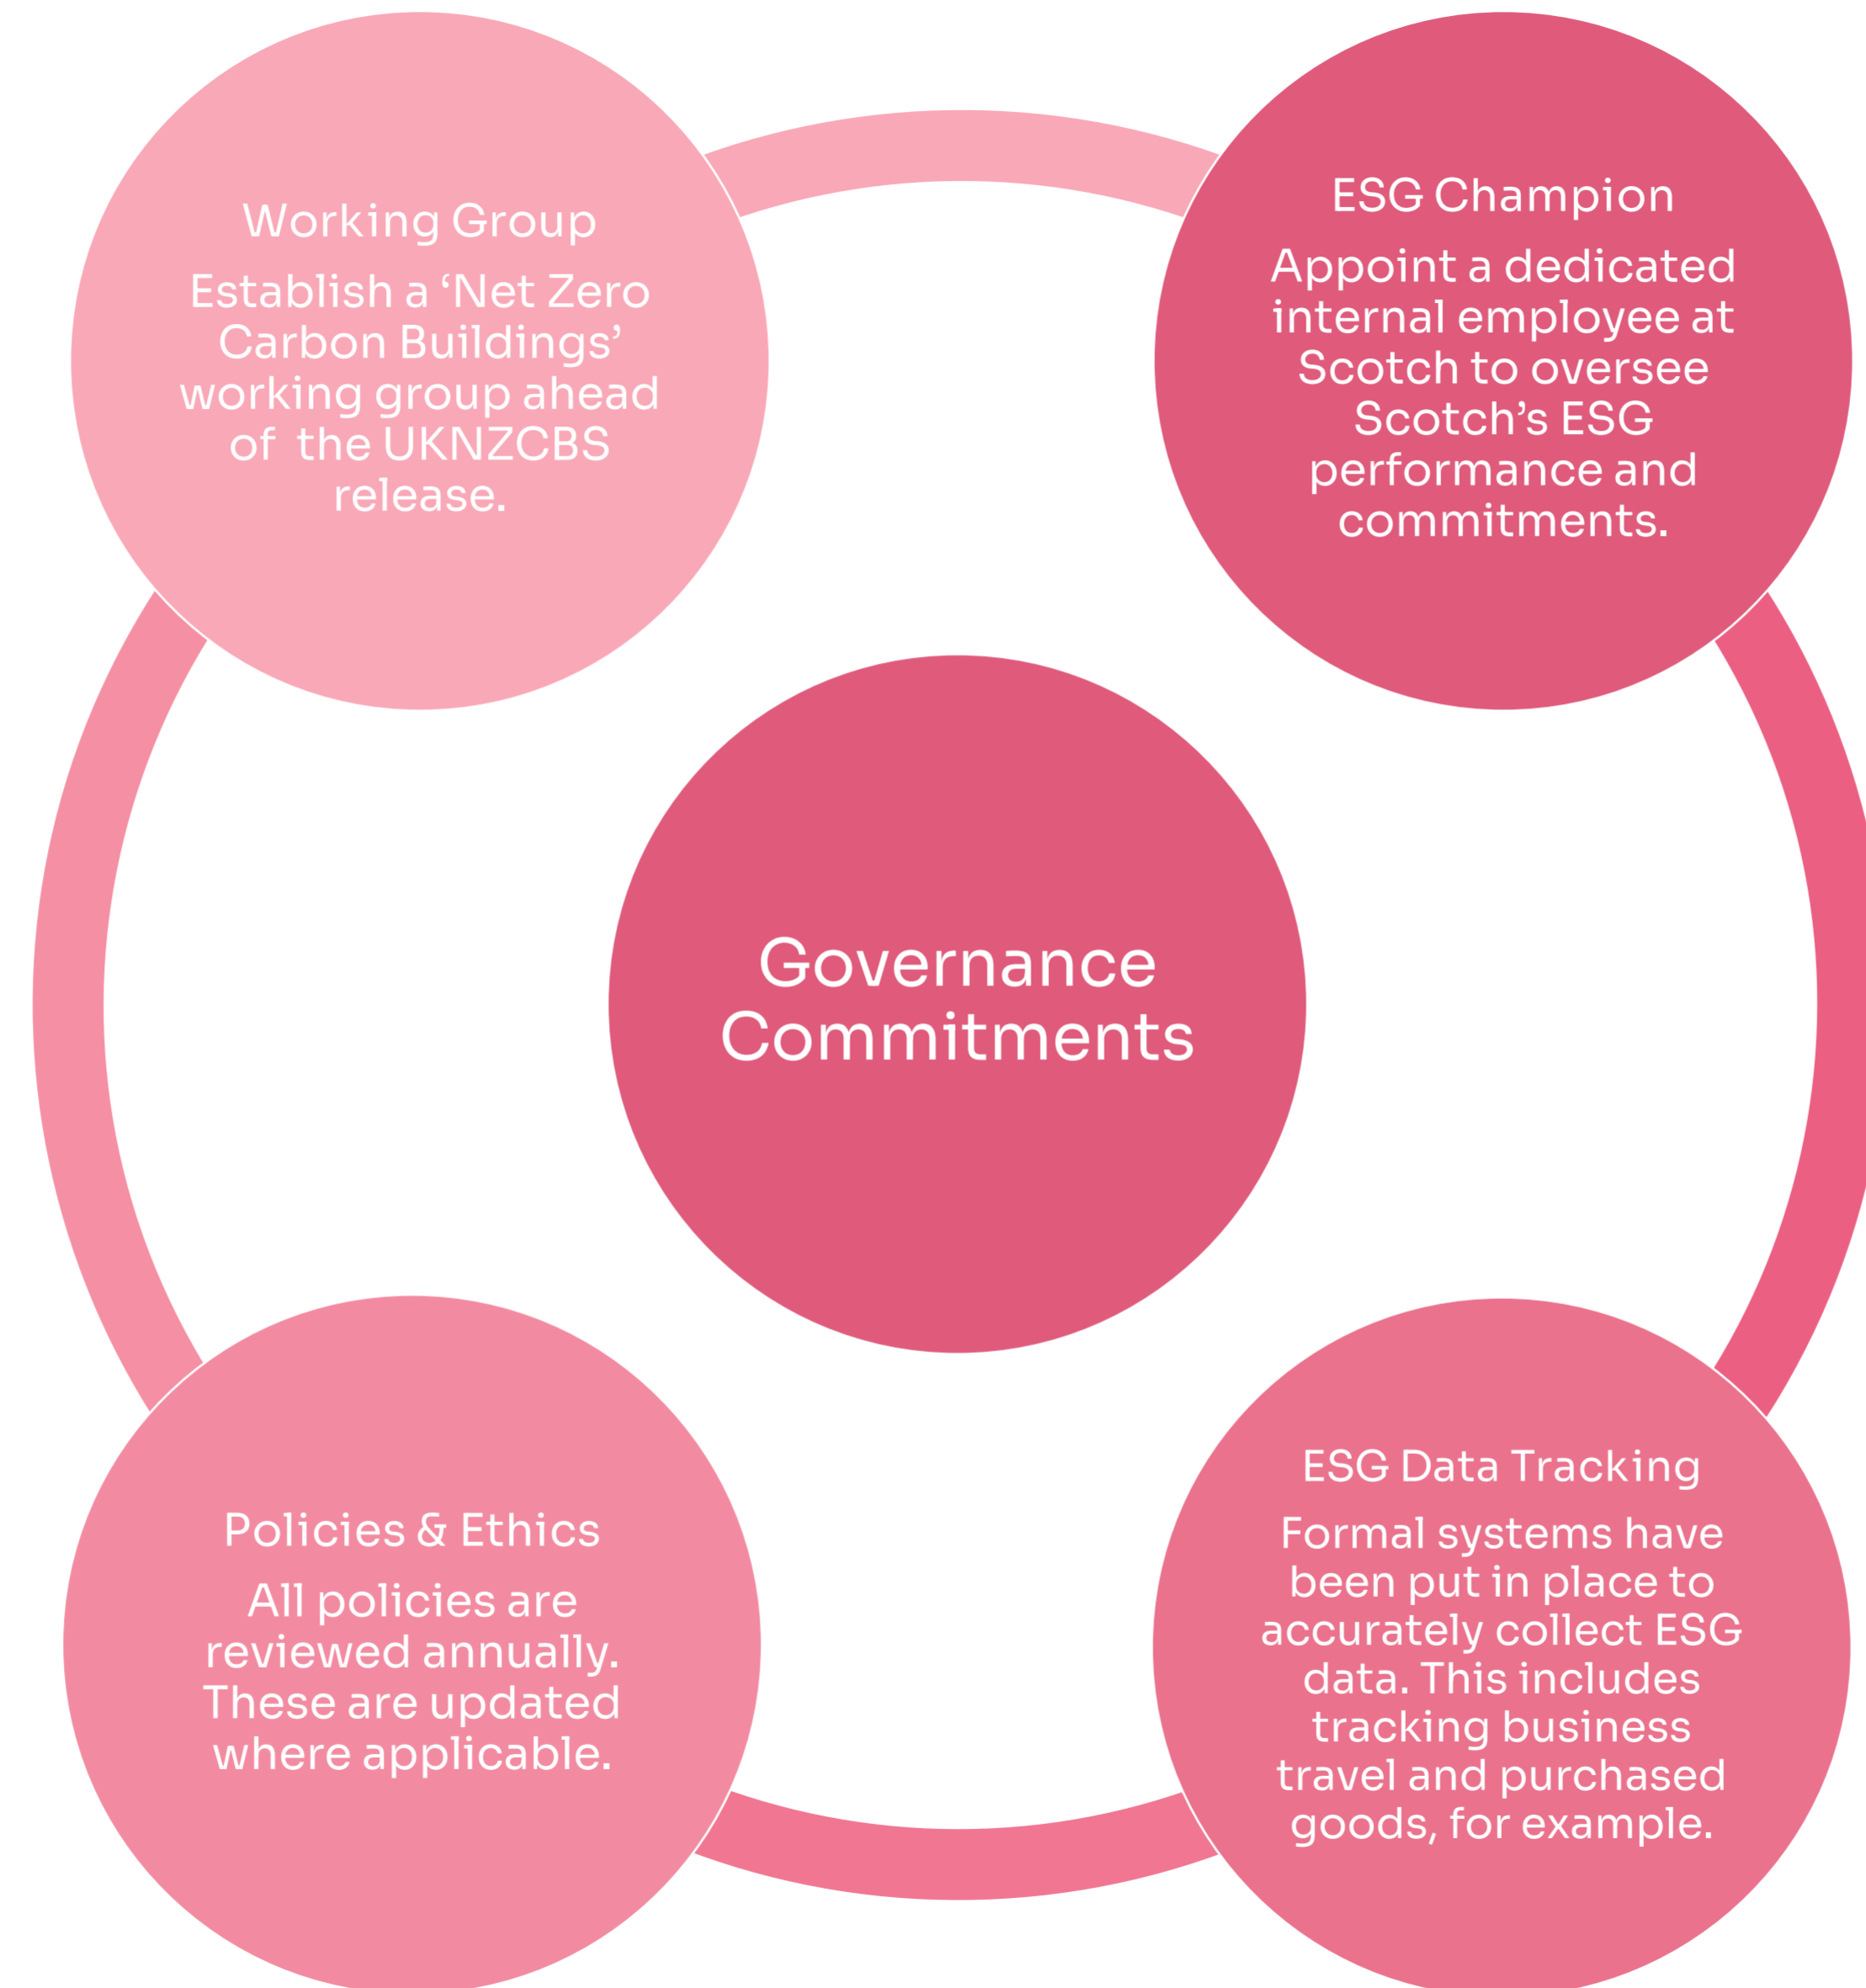 Working Group
Establish a ‘Net Zero
Carbon Buildings’
working group ahead
of the UKNZCBS
release.
ESG Champion
Appoint a dedicated
internal employee at
Scotch to oversee
Scotch’s ESG
performance and
commitments.
Governance
Commitments
Policies & Ethics
All policies are
reviewed annually.
These are updated
where applicable.
ESG Data Tracking
Formal systems have
been put in place to
accurately collect ESG
data. This includes
tracking business
travel and purchased
goods, for example.